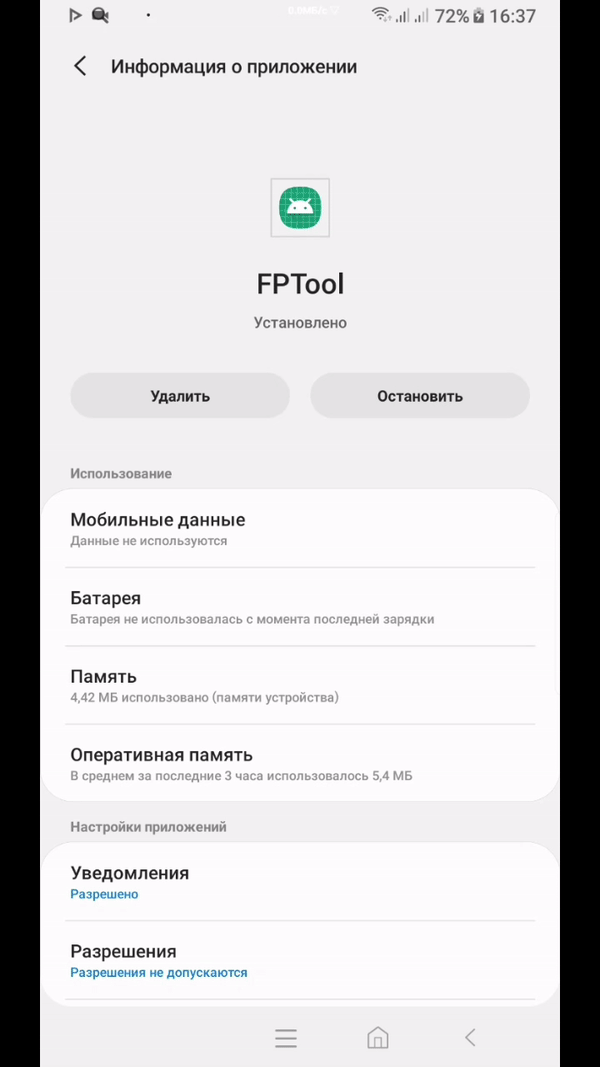 0.0МБ/с
72% 16:37
Информация о приложении
FPTool
Установлено
Удалить Остановить
Использование
Мобильные данные
Данные не используются
Батарея
Батарея не использовалась с момента последней зарядки
Память
4,42 МБ использовано (памяти устройства)
Оперативная память
В среднем за последние 3 часа использовалось 5,4 МБ
Настройки приложений
Уведомления
Разрешено
Разрешения
Разрешения не допускаются